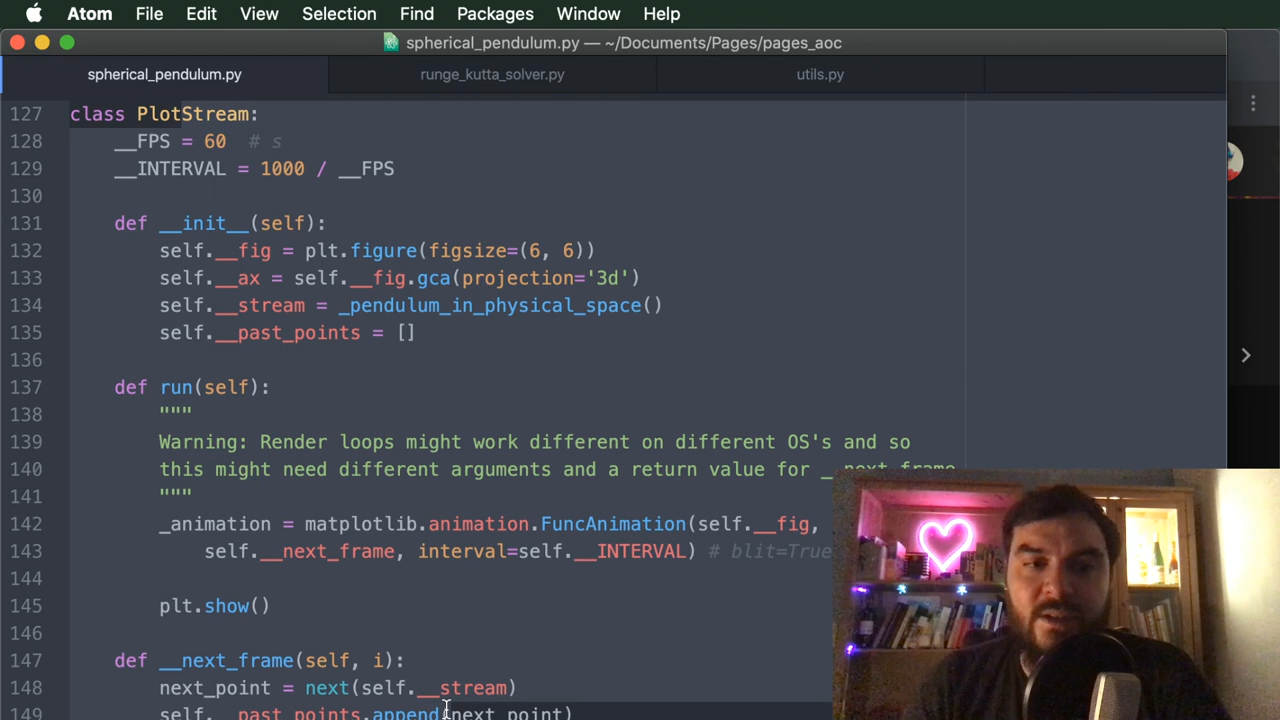 Atom File Edit View Selection Find Packages Window Help
spherical_pendulum.py — ~/Documents/Pages/pages_aoc
spherical_pendulum.py runge_kutta_solver.py utils.py
127 class PlotStream:
128 __FPS = 60 # s
129 __INTERVAL = 1000 / __FPS
130
131 def __init__(self):
132 self.__fig = plt.figure(figsize=(6, 6))
133 self.__ax = self.__fig.gca(projection='3d')
134 self.__stream = _pendulum_in_physical_space()
135 self.__past_points = []
136
137 def run(self):
138 """
139 Warning: Render loops might work different on different OS's and so
140 this might need different arguments and a return value for __next_frame
141 """
142 _animation = matplotlib.animation.FuncAnimation(self.__fig,
143 self.__next_frame, interval=self.__INTERVAL) # blit=True
144
145 plt.show()
146
147 def __next_frame(self, i):
148 next_point = next(self.__stream)
149 self.__past_points.append(next_point)